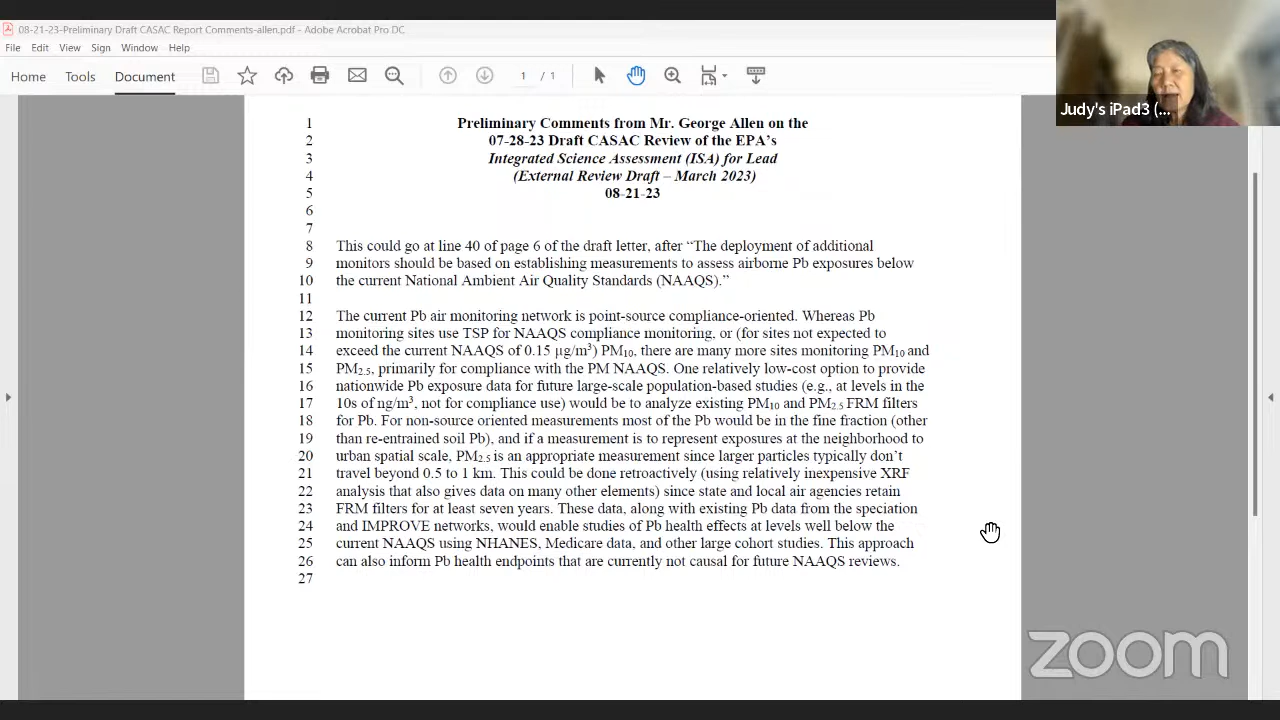 08-21-23-Preliminary Draft CASAC Report Comments-allen.pdf - Adobe Acrobat Pro DC
File Edit View Sign Window Help
Home Tools Document 1 / 1
Judy's iPad3 (...
1 Preliminary Comments from Mr. George Allen on the
2 07-28-23 Draft CASAC Review of the EPA's
3 Integrated Science Assessment (ISA) for Lead
4 (External Review Draft – March 2023)
5 08-21-23
6
7
8 This could go at line 40 of page 6 of the draft letter, after “The deployment of additional
9 monitors should be based on establishing measurements to assess airborne Pb exposures below
10 the current National Ambient Air Quality Standards (NAAQS).”
11
12 The current Pb air monitoring network is point-source compliance-oriented. Whereas Pb
13 monitoring sites use TSP for NAAQS compliance monitoring, or (for sites not expected to
14 exceed the current NAAQS of 0.15 µg/m³) PM₁₀, there are many more sites monitoring PM₁₀ and
15 PM₂.₅, primarily for compliance with the PM NAAQS. One relatively low-cost option to provide
16 nationwide Pb exposure data for future large-scale population-based studies (e.g., at levels in the
17 10s of ng/m³, not for compliance use) would be to analyze existing PM₁₀ and PM₂.₅ FRM filters
18 for Pb. For non-source oriented measurements most of the Pb would be in the fine fraction (other
19 than re-entrained soil Pb), and if a measurement is to represent exposures at the neighborhood to
20 urban spatial scale, PM₂.₅ is an appropriate measurement since larger particles typically don’t
21 travel beyond 0.5 to 1 km. This could be done retroactively (using relatively inexpensive XRF
22 analysis that also gives data on many other elements) since state and local air agencies retain
23 FRM filters for at least seven years. These data, along with existing Pb data from the speciation
24 and IMPROVE networks, would enable studies of Pb health effects at levels well below the
25 current NAAQS using NHANES, Medicare data, and other large cohort studies. This approach
26 can also inform Pb health endpoints that are currently not causal for future NAAQS reviews.
27
zoom